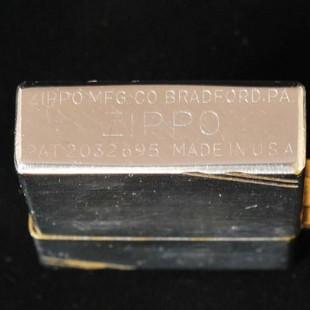 ZIPPO MFG.CO BRADFORD.PA.
ZIPPO
PAT.2032695 MADE IN U.S.A.